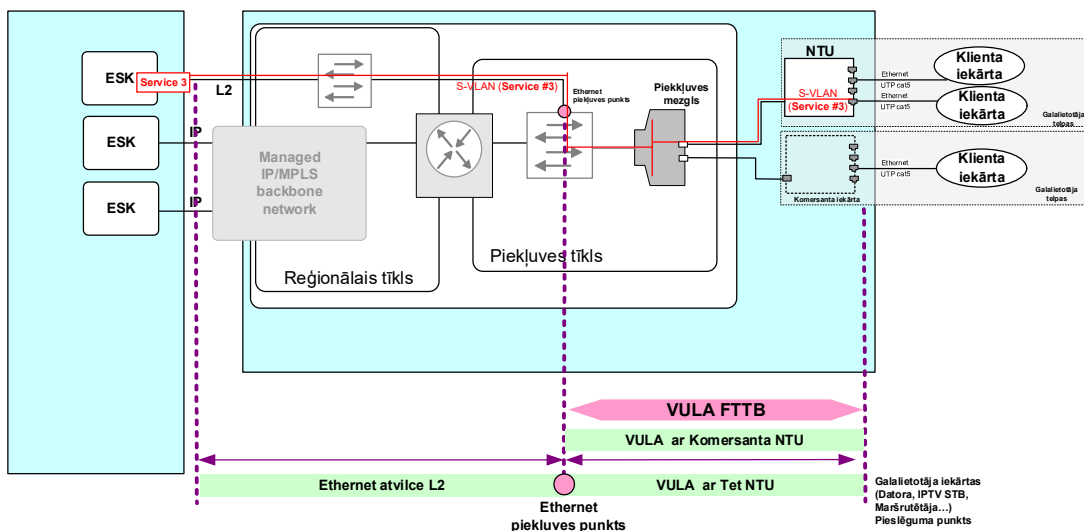 ESK
Service 3
L2
ESK
IP
ESK
IP
Managed
IP/MPLS
backbone
network
Reģionālais tīkls
S-VLAN (Service #3)
Ethernet
piekļuves punkts
Piekķļuves
mezgls
Piekļuves tīkls
NTU
S-VLAN
(Service #3)
Ethernet
UTP cat5
Ethernet
UTP cat5
Klienta
iekārta
Klienta
iekārta
Galalietotāja
telpas
Ethernet
UTP cat5
Klienta
iekārta
Komersanta iekārta
Galalietotāja
telpas
VULA FTTB
VULA ar Komersanta NTU
Ethernet atvilce L2
VULA ar Tet NTU
Ethernet
piekļuves punkts
Galalietotāja iekārtas
(Datora, IPTV STB,
Maršrutētāja...)
Pieslēguma punkts